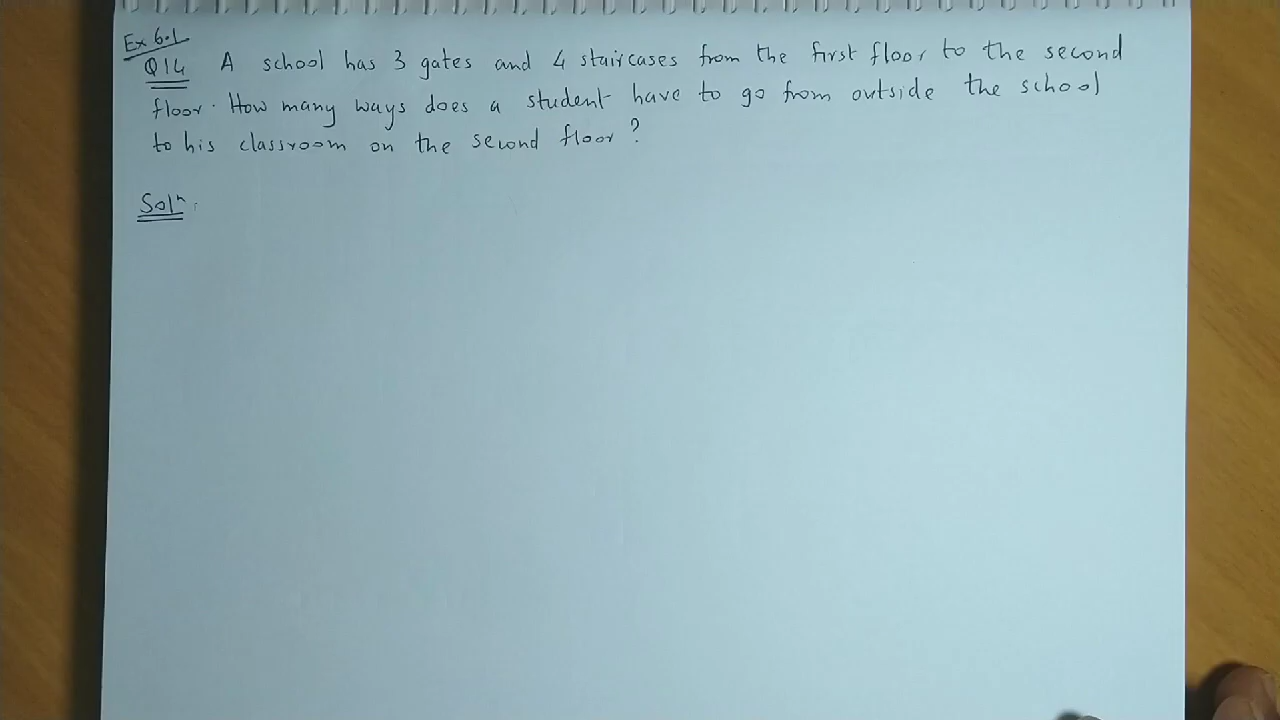 Ex 6.1
Q14 A school has 3 gates and 4 staircases from the first floor to the second
floor. How many ways does a student have to go from outside the school
to his classroom on the second floor?
Solⁿ: